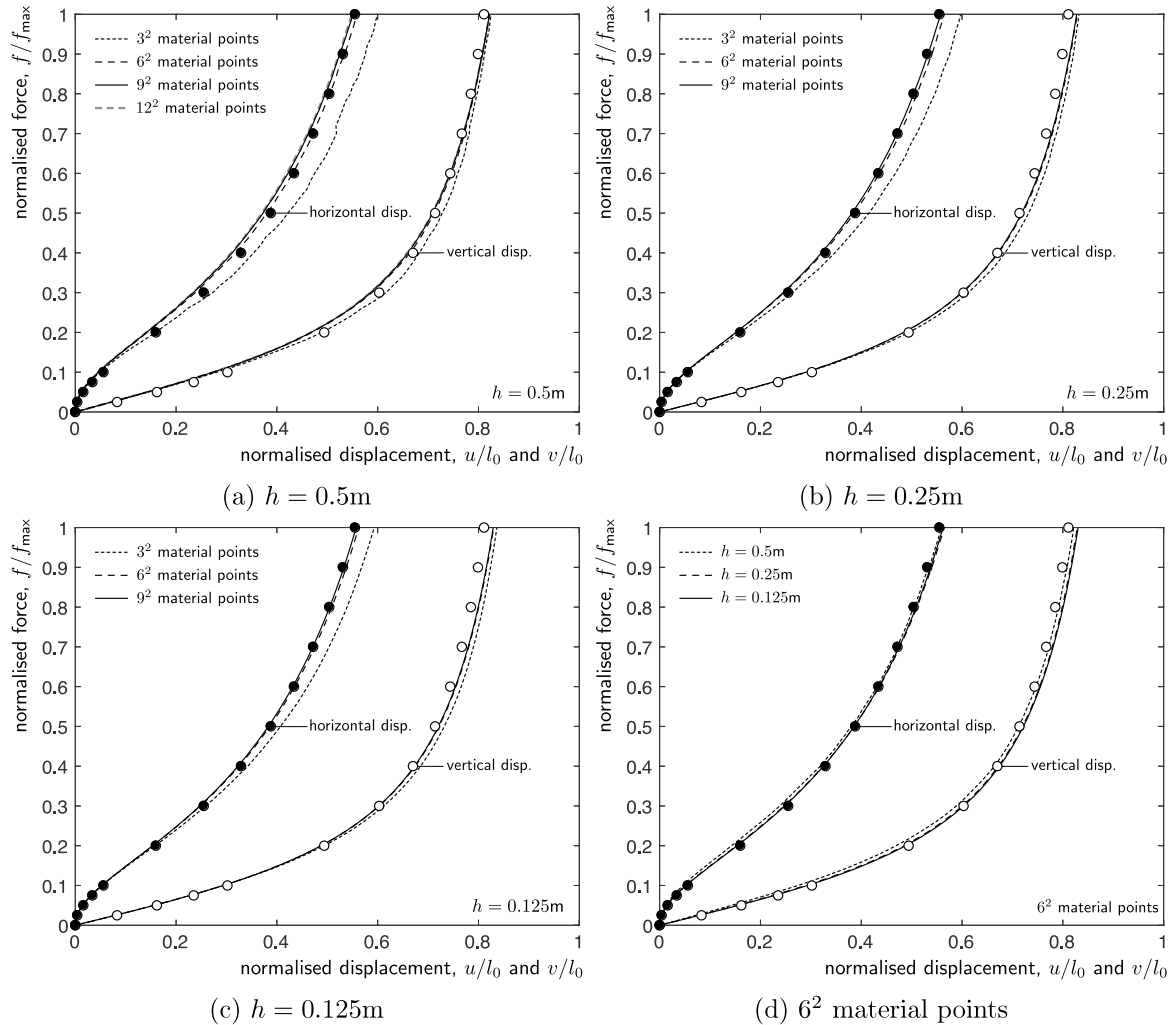 normalised force, f/f_max
1
0.9
0.8
0.7
0.6
0.5
0.4
0.3
0.2
0.1
0
3² material points
6² material points
9² material points
12² material points
horizontal disp.
vertical disp.
h = 0.5m
0 0.2 0.4 0.6 0.8 1
normalised displacement, u/l₀ and v/l₀
(a) h = 0.5m
normalised force, f/f_max
1
0.9
0.8
0.7
0.6
0.5
0.4
0.3
0.2
0.1
0
3² material points
6² material points
9² material points
horizontal disp.
vertical disp.
h = 0.25m
0 0.2 0.4 0.6 0.8 1
normalised displacement, u/l₀ and v/l₀
(b) h = 0.25m
normalised force, f/f_max
1
0.9
0.8
0.7
0.6
0.5
0.4
0.3
0.2
0.1
0
3² material points
6² material points
9² material points
horizontal disp.
vertical disp.
h = 0.125m
0 0.2 0.4 0.6 0.8 1
normalised displacement, u/l₀ and v/l₀
(c) h = 0.125m
normalised force, f/f_max
1
0.9
0.8
0.7
0.6
0.5
0.4
0.3
0.2
0.1
0
h = 0.5m
h = 0.25m
h = 0.125m
horizontal disp.
vertical disp.
6² material points
0 0.2 0.4 0.6 0.8 1
normalised displacement, u/l₀ and v/l₀
(d) 6² material points